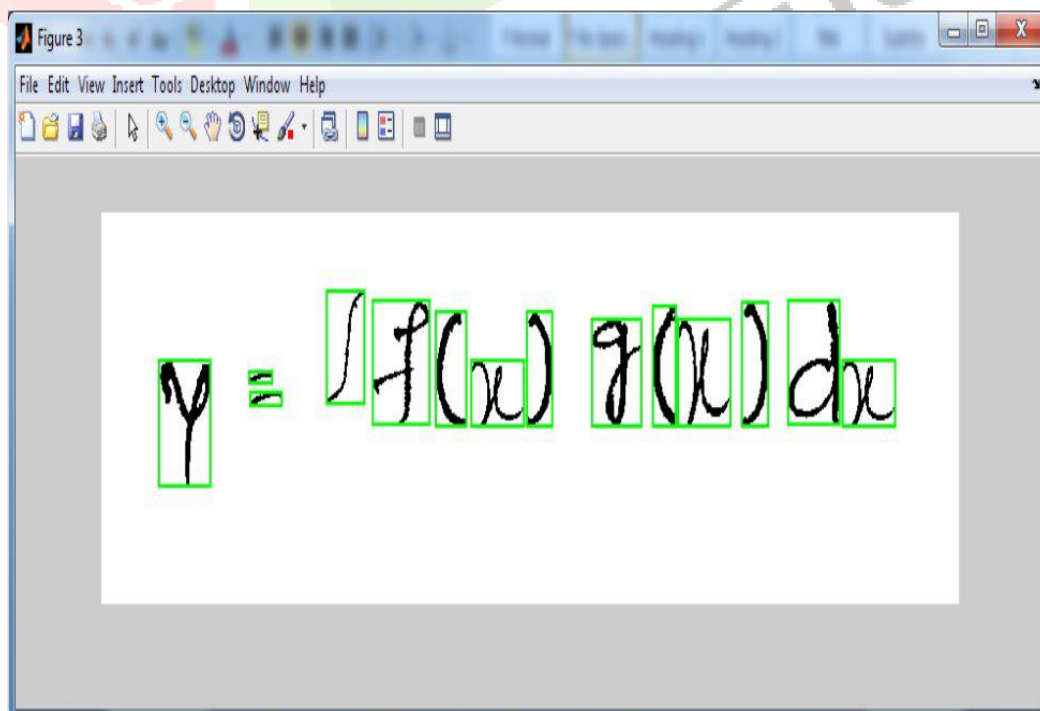 Figure 3
File Edit View Insert Tools Desktop Window Help
γ = ∫ f(x) g(x) dx